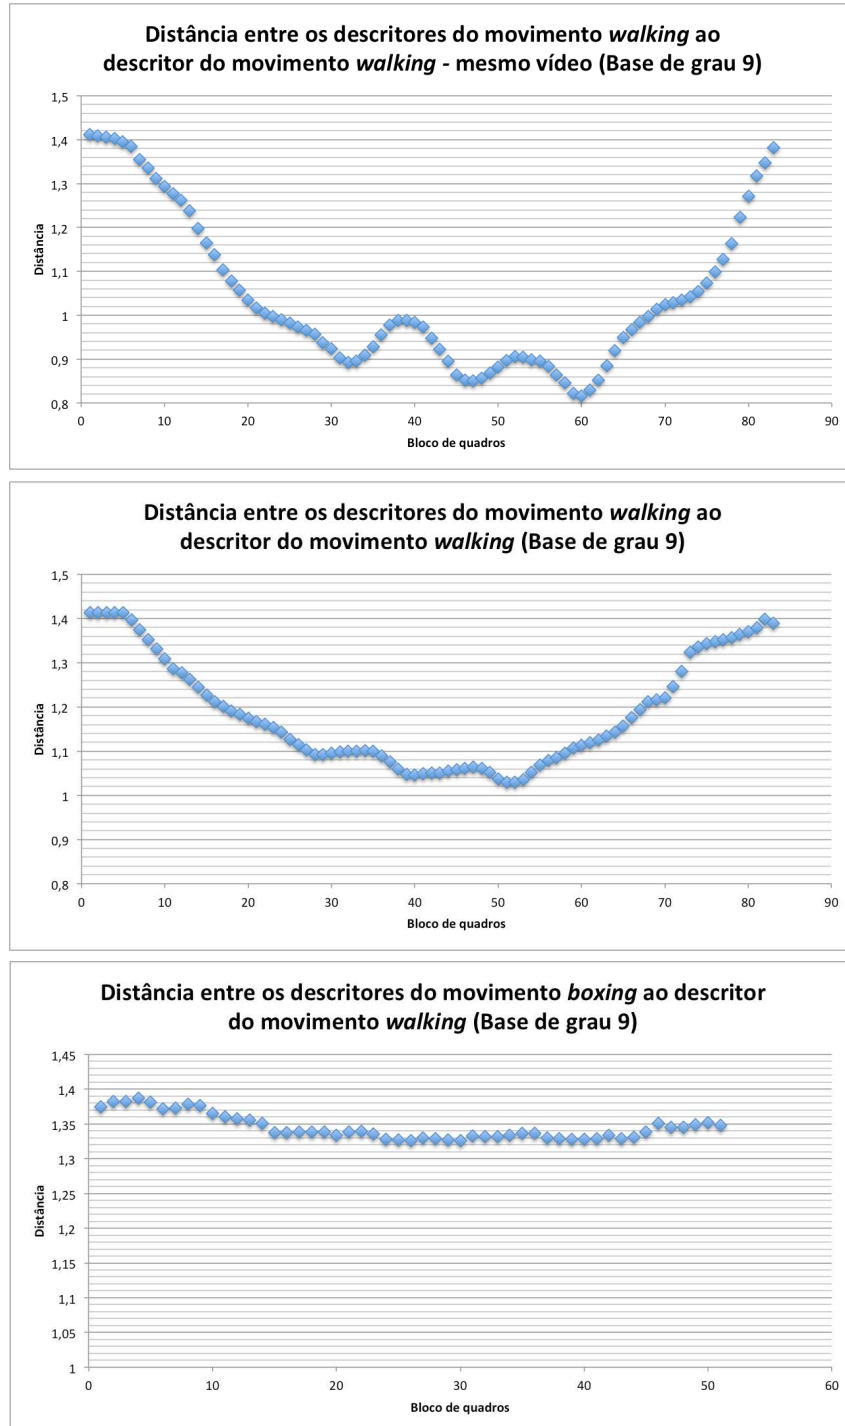 Distância entre os descritores do movimento walking ao
descritor do movimento walking - mesmo vídeo (Base de grau 9)
1,5
1,4
1,3
1,2
1,1
1
0,9
0,8
Distância
0 10 20 30 40 50 60 70 80 90
Bloco de quadros
Distância entre os descritores do movimento walking ao
descritor do movimento walking (Base de grau 9)
1,5
1,4
1,3
1,2
1,1
1
0,9
0,8
Distância
0 10 20 30 40 50 60 70 80 90
Bloco de quadros
Distância entre os descritores do movimento boxing ao descritor
do movimento walking (Base de grau 9)
1,45
1,4
1,35
1,3
1,25
1,2
1,15
1,1
1,05
1
Distância
0 10 20 30 40 50 60
Bloco de quadros